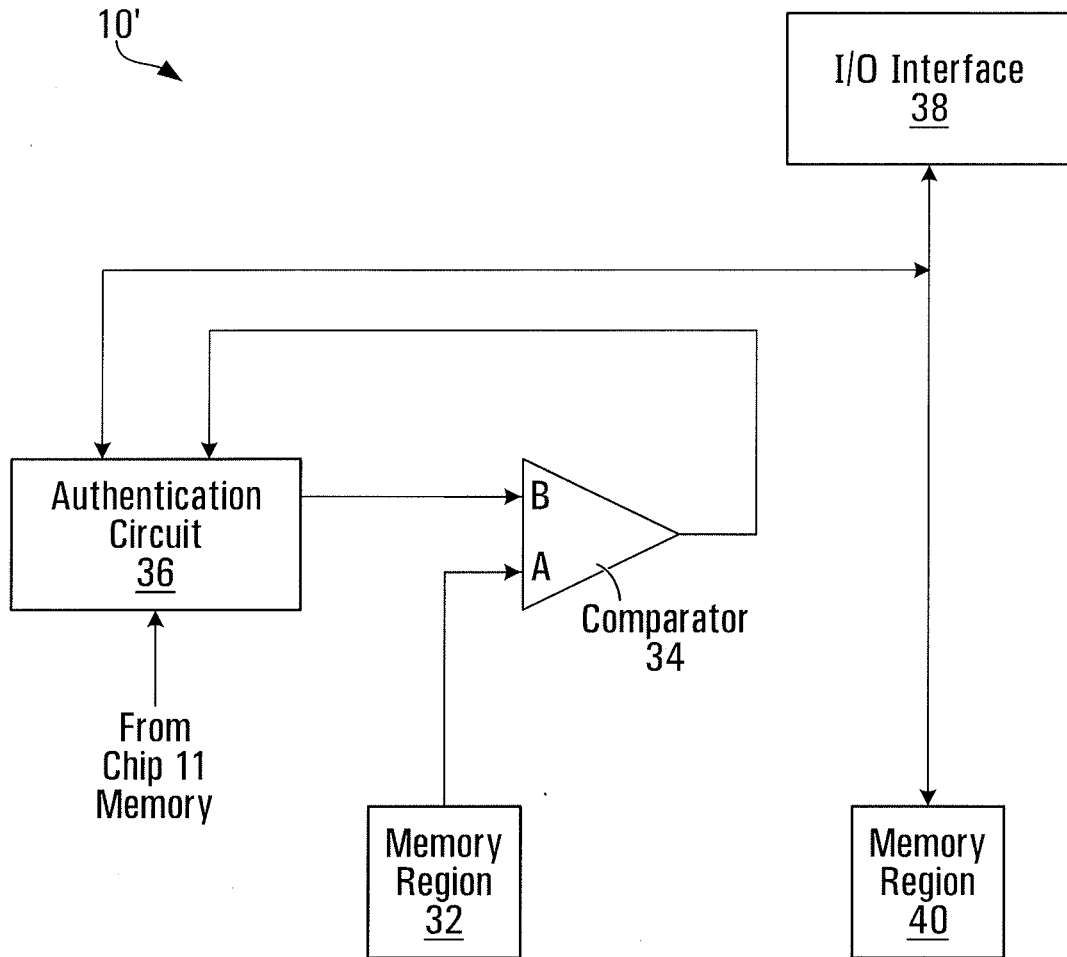 10'
I/O Interface
38
Authentication
Circuit
36
B
A
Comparator
34
From
Chip 11
Memory
Memory
Region
32
Memory
Region
40